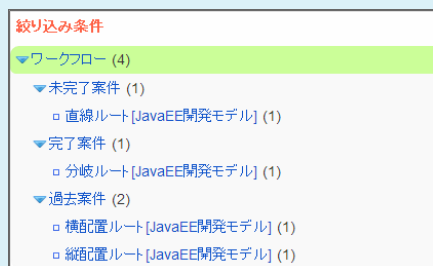 絞り込み条件
ワークフロー (4)
未完了案件 (1)
直線ルート[JavaEE開発モデル] (1)
完了案件 (1)
分岐ルート[JavaEE開発モデル] (1)
過去案件 (2)
横配置ルート[JavaEE開発モデル] (1)
縦配置ルート[JavaEE開発モデル] (1)